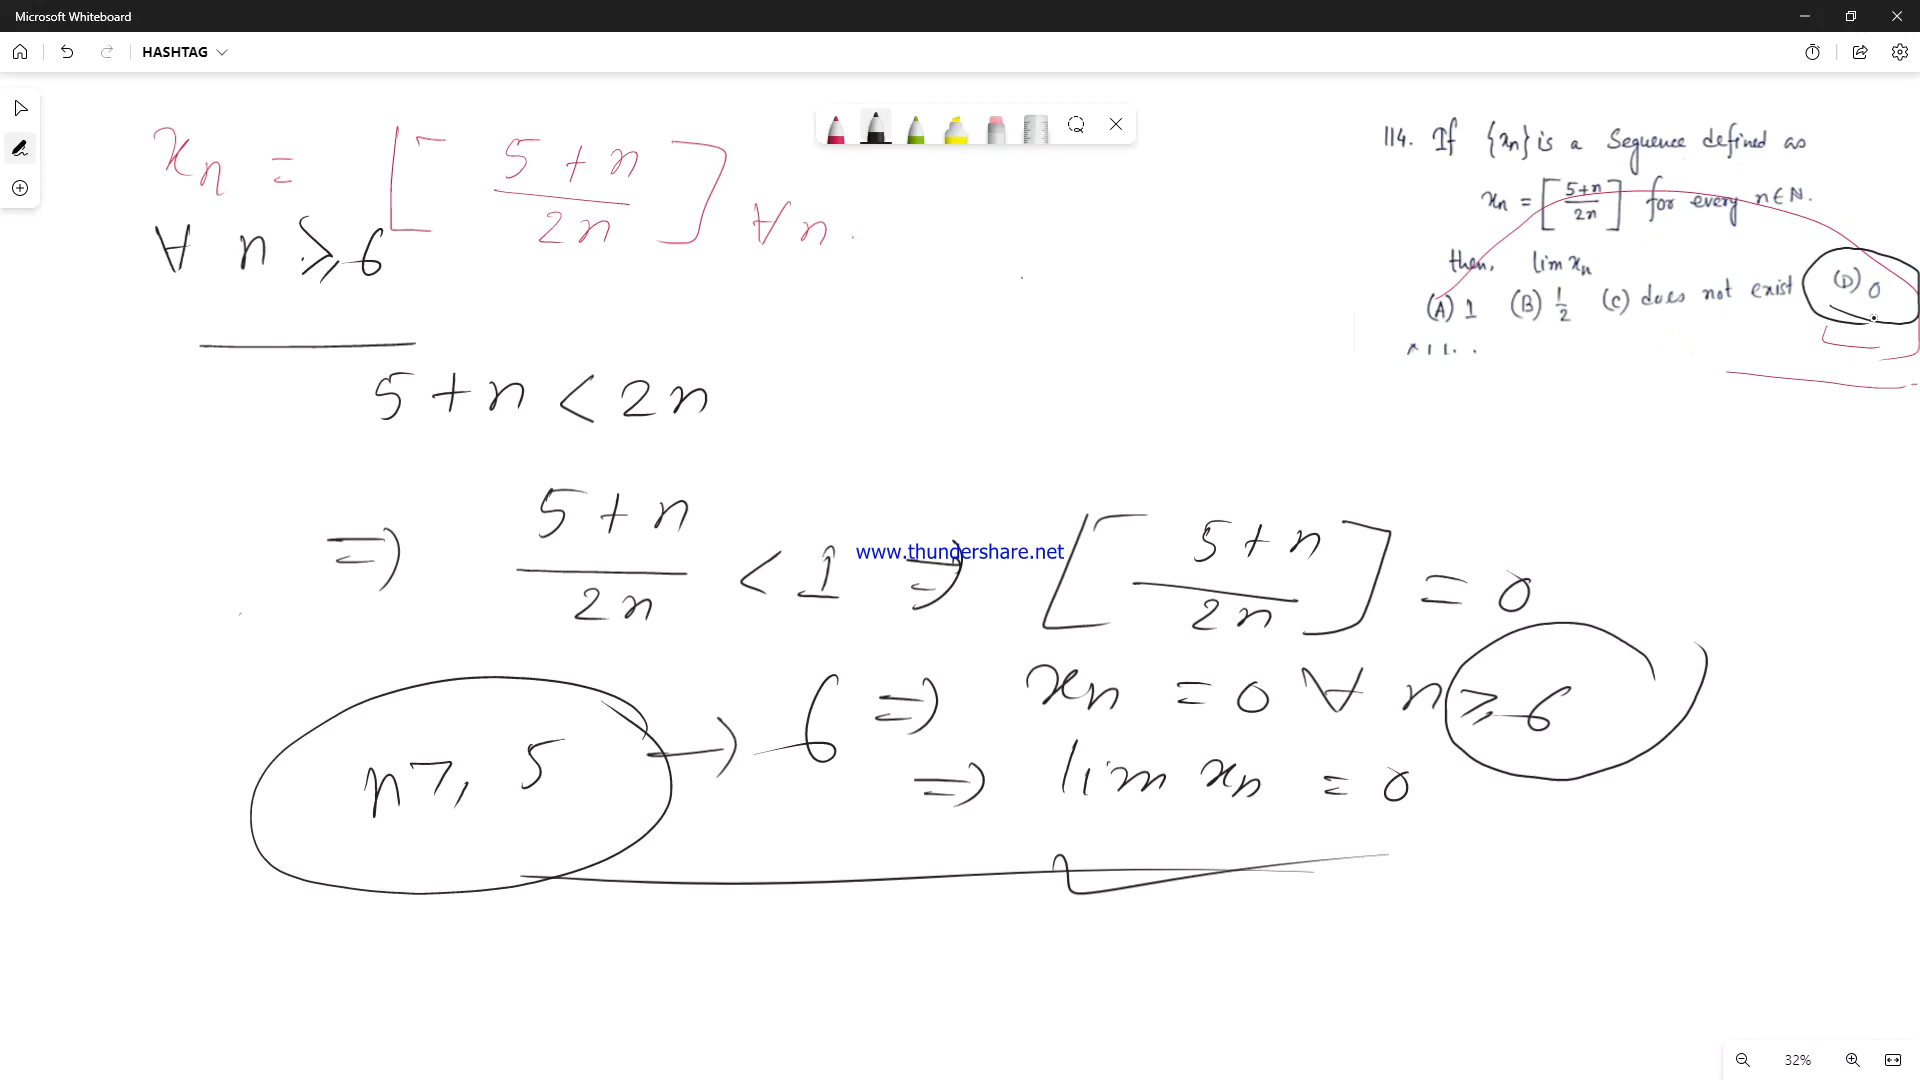 Microsoft Whiteboard
HASHTAG
xn = [ 5+n / 2n ] ∀n.
∀ n ≥ 6
5+n < 2n
⇒ 5+n / 2n < 1 ⇒ [ 5+n / 2n ] = 0
www.thundershare.net
n ≥, 5 → 6 ⇒ xn = 0 ∀ n ≥ 6
⇒ lim xn = 0
114. If {xn} is a Sequence defined as
xn = [ 5+n / 2n ] for every n∈N.
then, lim xn
(A) 1 (B) 1/2 (C) does not exist (D) 0
32%